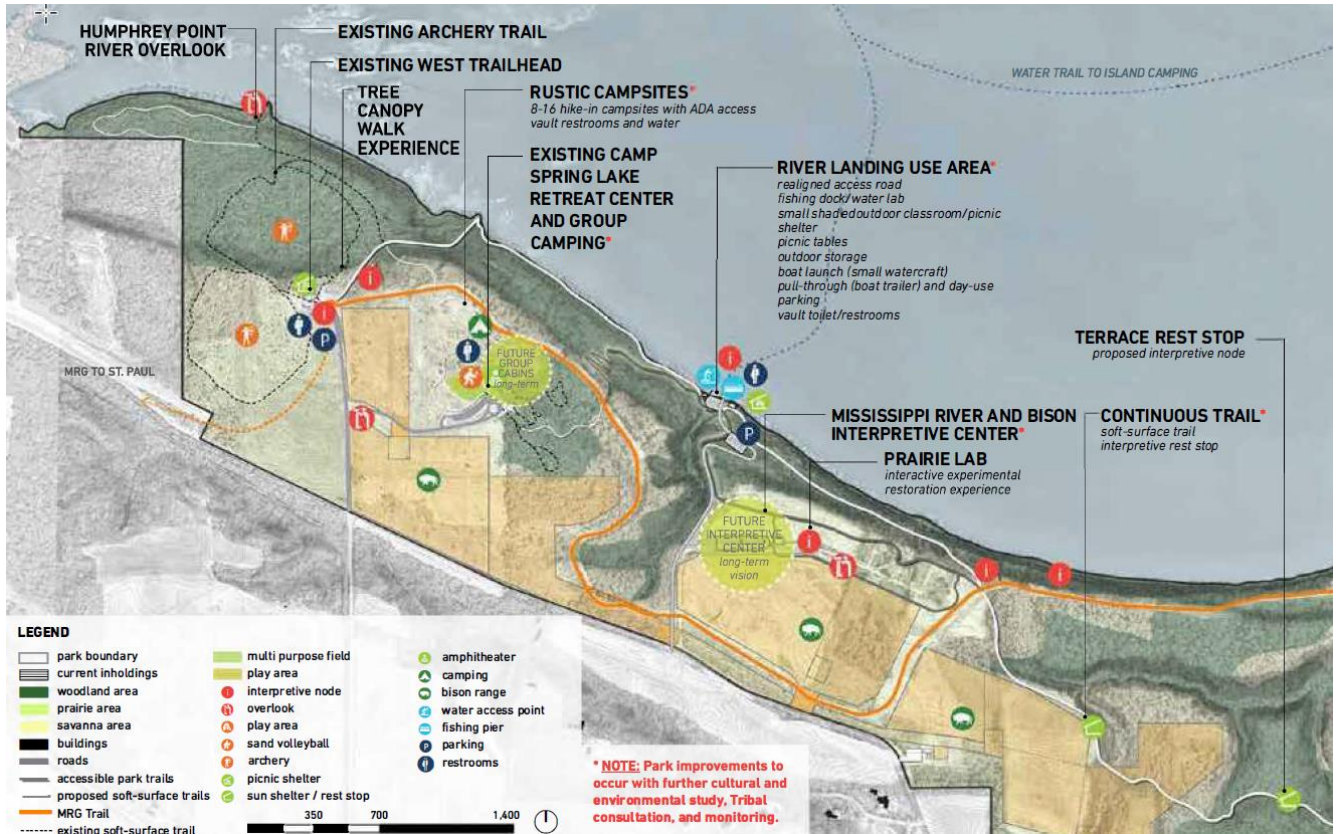 HUMPHREY POINT
RIVER OVERLOOK
EXISTING ARCHERY TRAIL
EXISTING WEST TRAILHEAD
TREE
CANOPY
WALK
EXPERIENCE
RUSTIC CAMPSITES*
8-16 hike-in campsites with ADA access
vault restrooms and water
EXISTING CAMP
SPRING LAKE
RETREAT CENTER
AND GROUP
CAMPING*
WATER TRAIL TO ISLAND CAMPING
RIVER LANDING USE AREA*
realigned access road
fishing dock/water lab
small shadedoutdoor classroom/picnic
shelter
picnic tables
outdoor storage
boat launch (small watercraft)
pull-through (boat trailer) and day-use
parking
vault toilet/restrooms
TERRACE REST STOP
proposed interpretive node
MRG TO ST. PAUL
P
FUTURE
GROUP
CABINS
long-term
P
MISSISSIPPI RIVER AND BISON
INTERPRETIVE CENTER*
PRAIRIE LAB
interactive experimental
restoration experience
CONTINUOUS TRAIL*
soft-surface trail
interpretive rest stop
FUTURE
INTERPRETIVE
CENTER
long-term
vision
LEGEND
park boundary
current inholdings
woodland area
prairie area
savanna area
buildings
roads
accessible park trails
proposed soft-surface trails
MRG Trail
existing soft-surface trail
multi purpose field
play area
interpretive node
overlook
play area
sand volleyball
archery
picnic shelter
sun shelter / rest stop
amphitheater
camping
bison range
water access point
fishing pier
parking
restrooms
350 700 1,400
* NOTE: Park improvements to
occur with further cultural and
environmental study, Tribal
consultation, and monitoring.